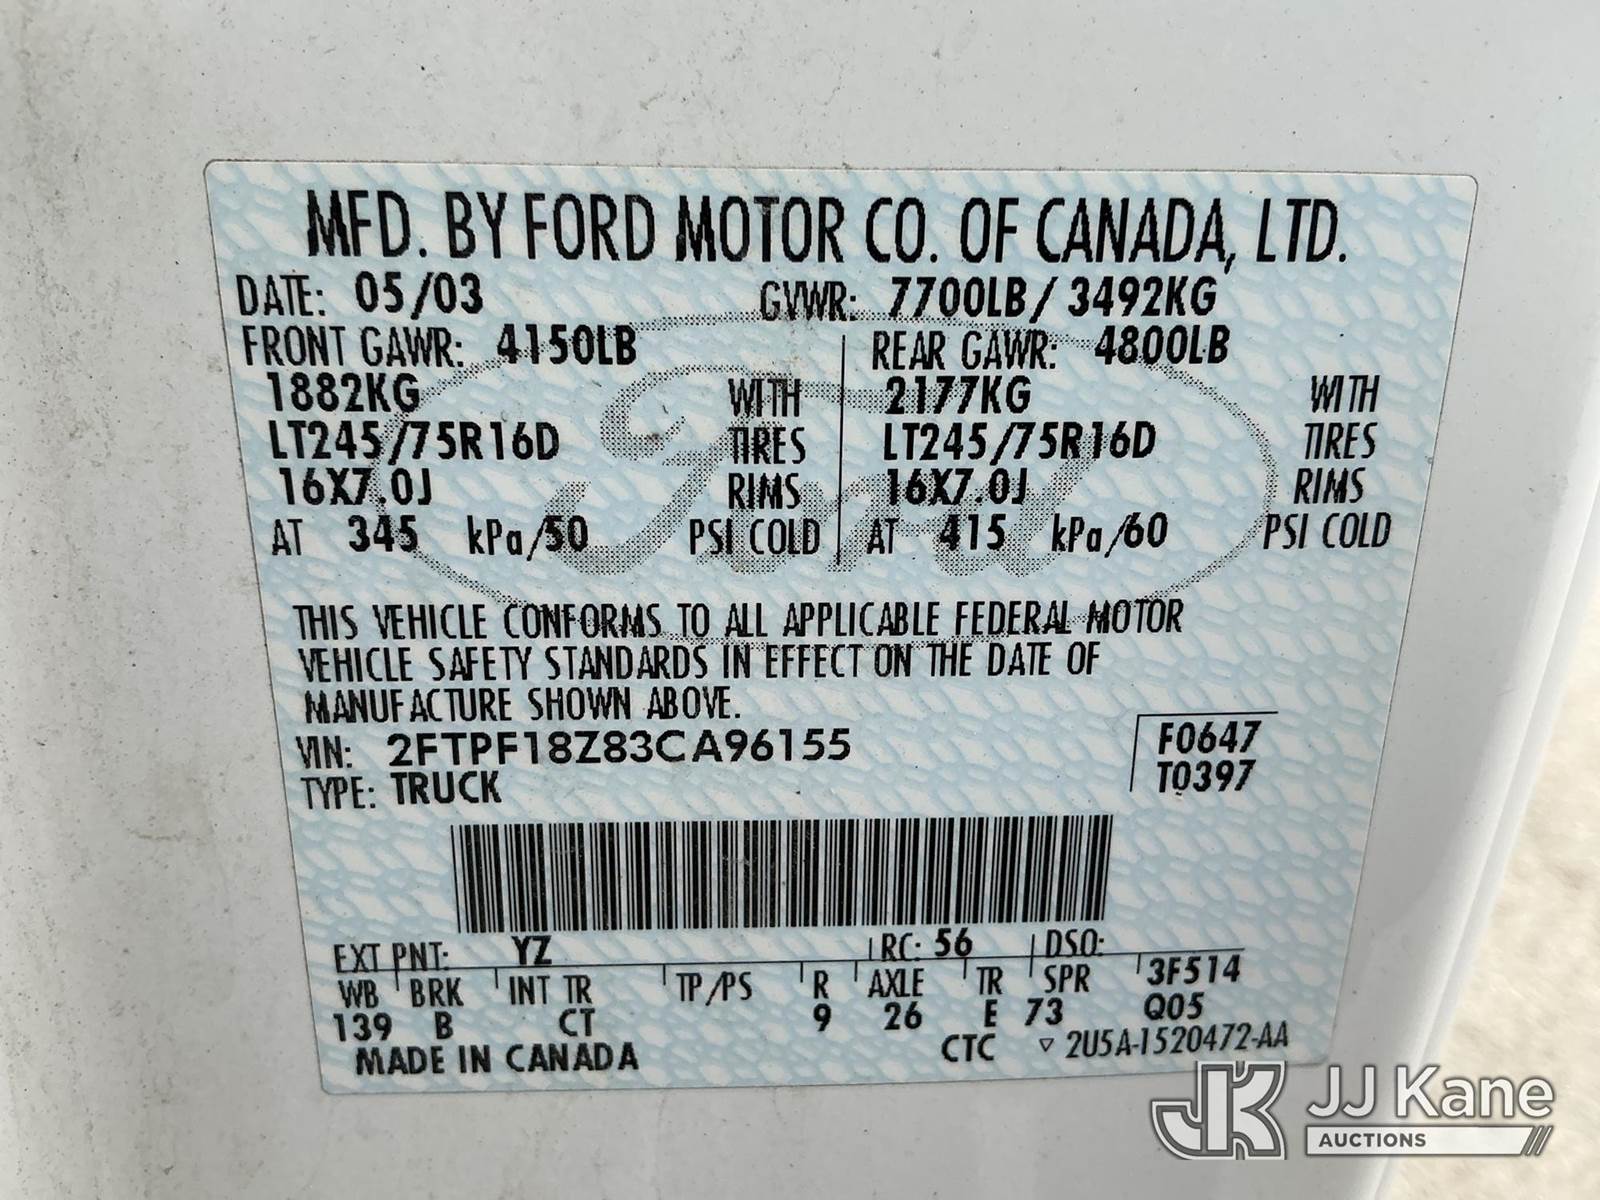 MFD. BY FORD MOTOR CO. OF CANADA, LTD.
DATE: 05/03 GVWR: 7700LB/ 3492KG
FRONT GAWR: 4150LB REAR GAWR: 4800LB
1882KG WITH 2177KG WITH
LT245/75R16D TIRES LT245/75R16D TIRES
16X7.0J RIMS 16X7.0J RIMS
AT 345 kPa/50 PSI COLD AT 415 kPa/60 PSI COLD
Ford
THIS VEHICLE CONFORMS TO ALL APPLICABLE FEDERAL MOTOR
VEHICLE SAFETY STANDARDS IN EFFECT ON THE DATE OF
MANUFACTURE SHOWN ABOVE.
VIN: 2FTPF18Z83CA96155 F0647
TYPE: TRUCK T0397
EXT PNT: YZ RC: 56 DSO:
WB BRK INT TR TP/PS R AXLE TR SPR 3F514
139 B CT 9 26 E 73 Q05
MADE IN CANADA CTC ▽ 2U5A-1520472-AA
JK JJ Kane
AUCTIONS